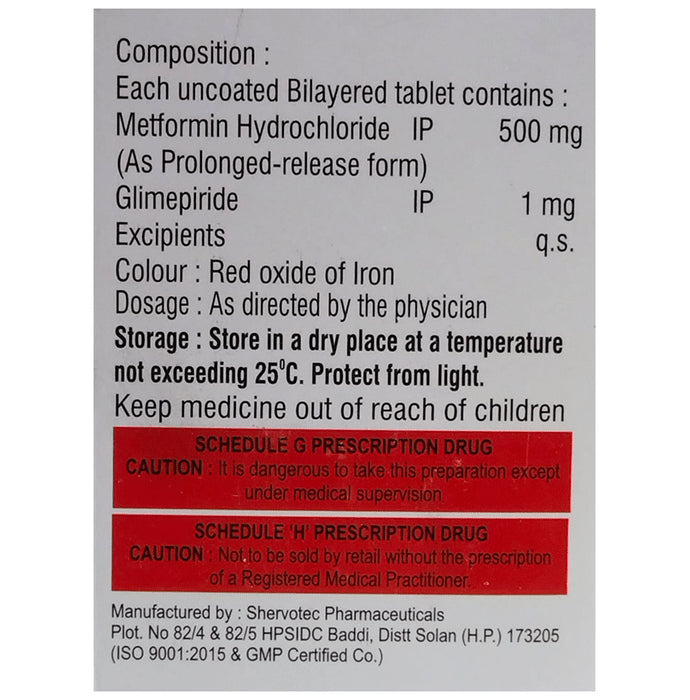 Composition :
Each uncoated Bilayered tablet contains :
Metformin Hydrochloride IP 500 mg
(As Prolonged-release form)
Glimepiride IP 1 mg
Excipients q.s.
Colour : Red oxide of Iron
Dosage : As directed by the physician
Storage : Store in a dry place at a temperature
not exceeding 25⁰C. Protect from light.
Keep medicine out of reach of children
SCHEDULE G PRESCRIPTION DRUG
CAUTION : It is dangerous to take this preparation except
under medical supervision.
SCHEDULE 'H' PRESCRIPTION DRUG
CAUTION : Not to be sold by retail without the prescription
of a Registered Medical Practitioner.
Manufactured by : Shervotec Pharmaceuticals
Plot. No 82/4 & 82/5 HPSIDC Baddi, Distt Solan (H.P.) 173205
(ISO 9001:2015 & GMP Certified Co.)